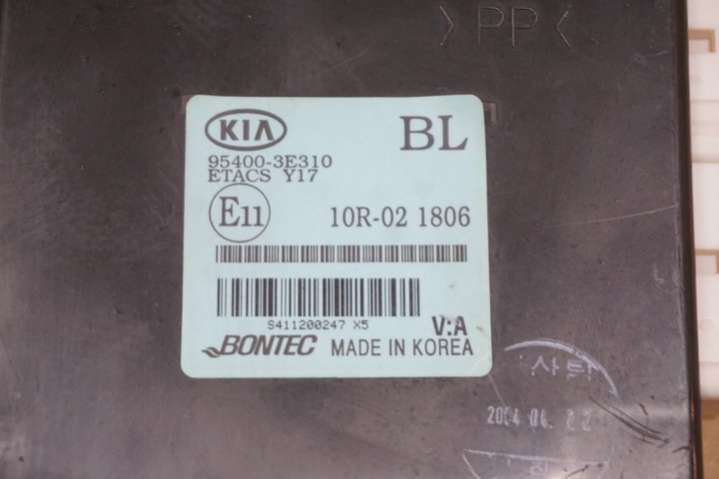 >PP<
KIA
BL
95400-3E310
ETACS Y17
E11
10R-02 1806
S411200247 X5
V:A
BONTEC MADE IN KOREA